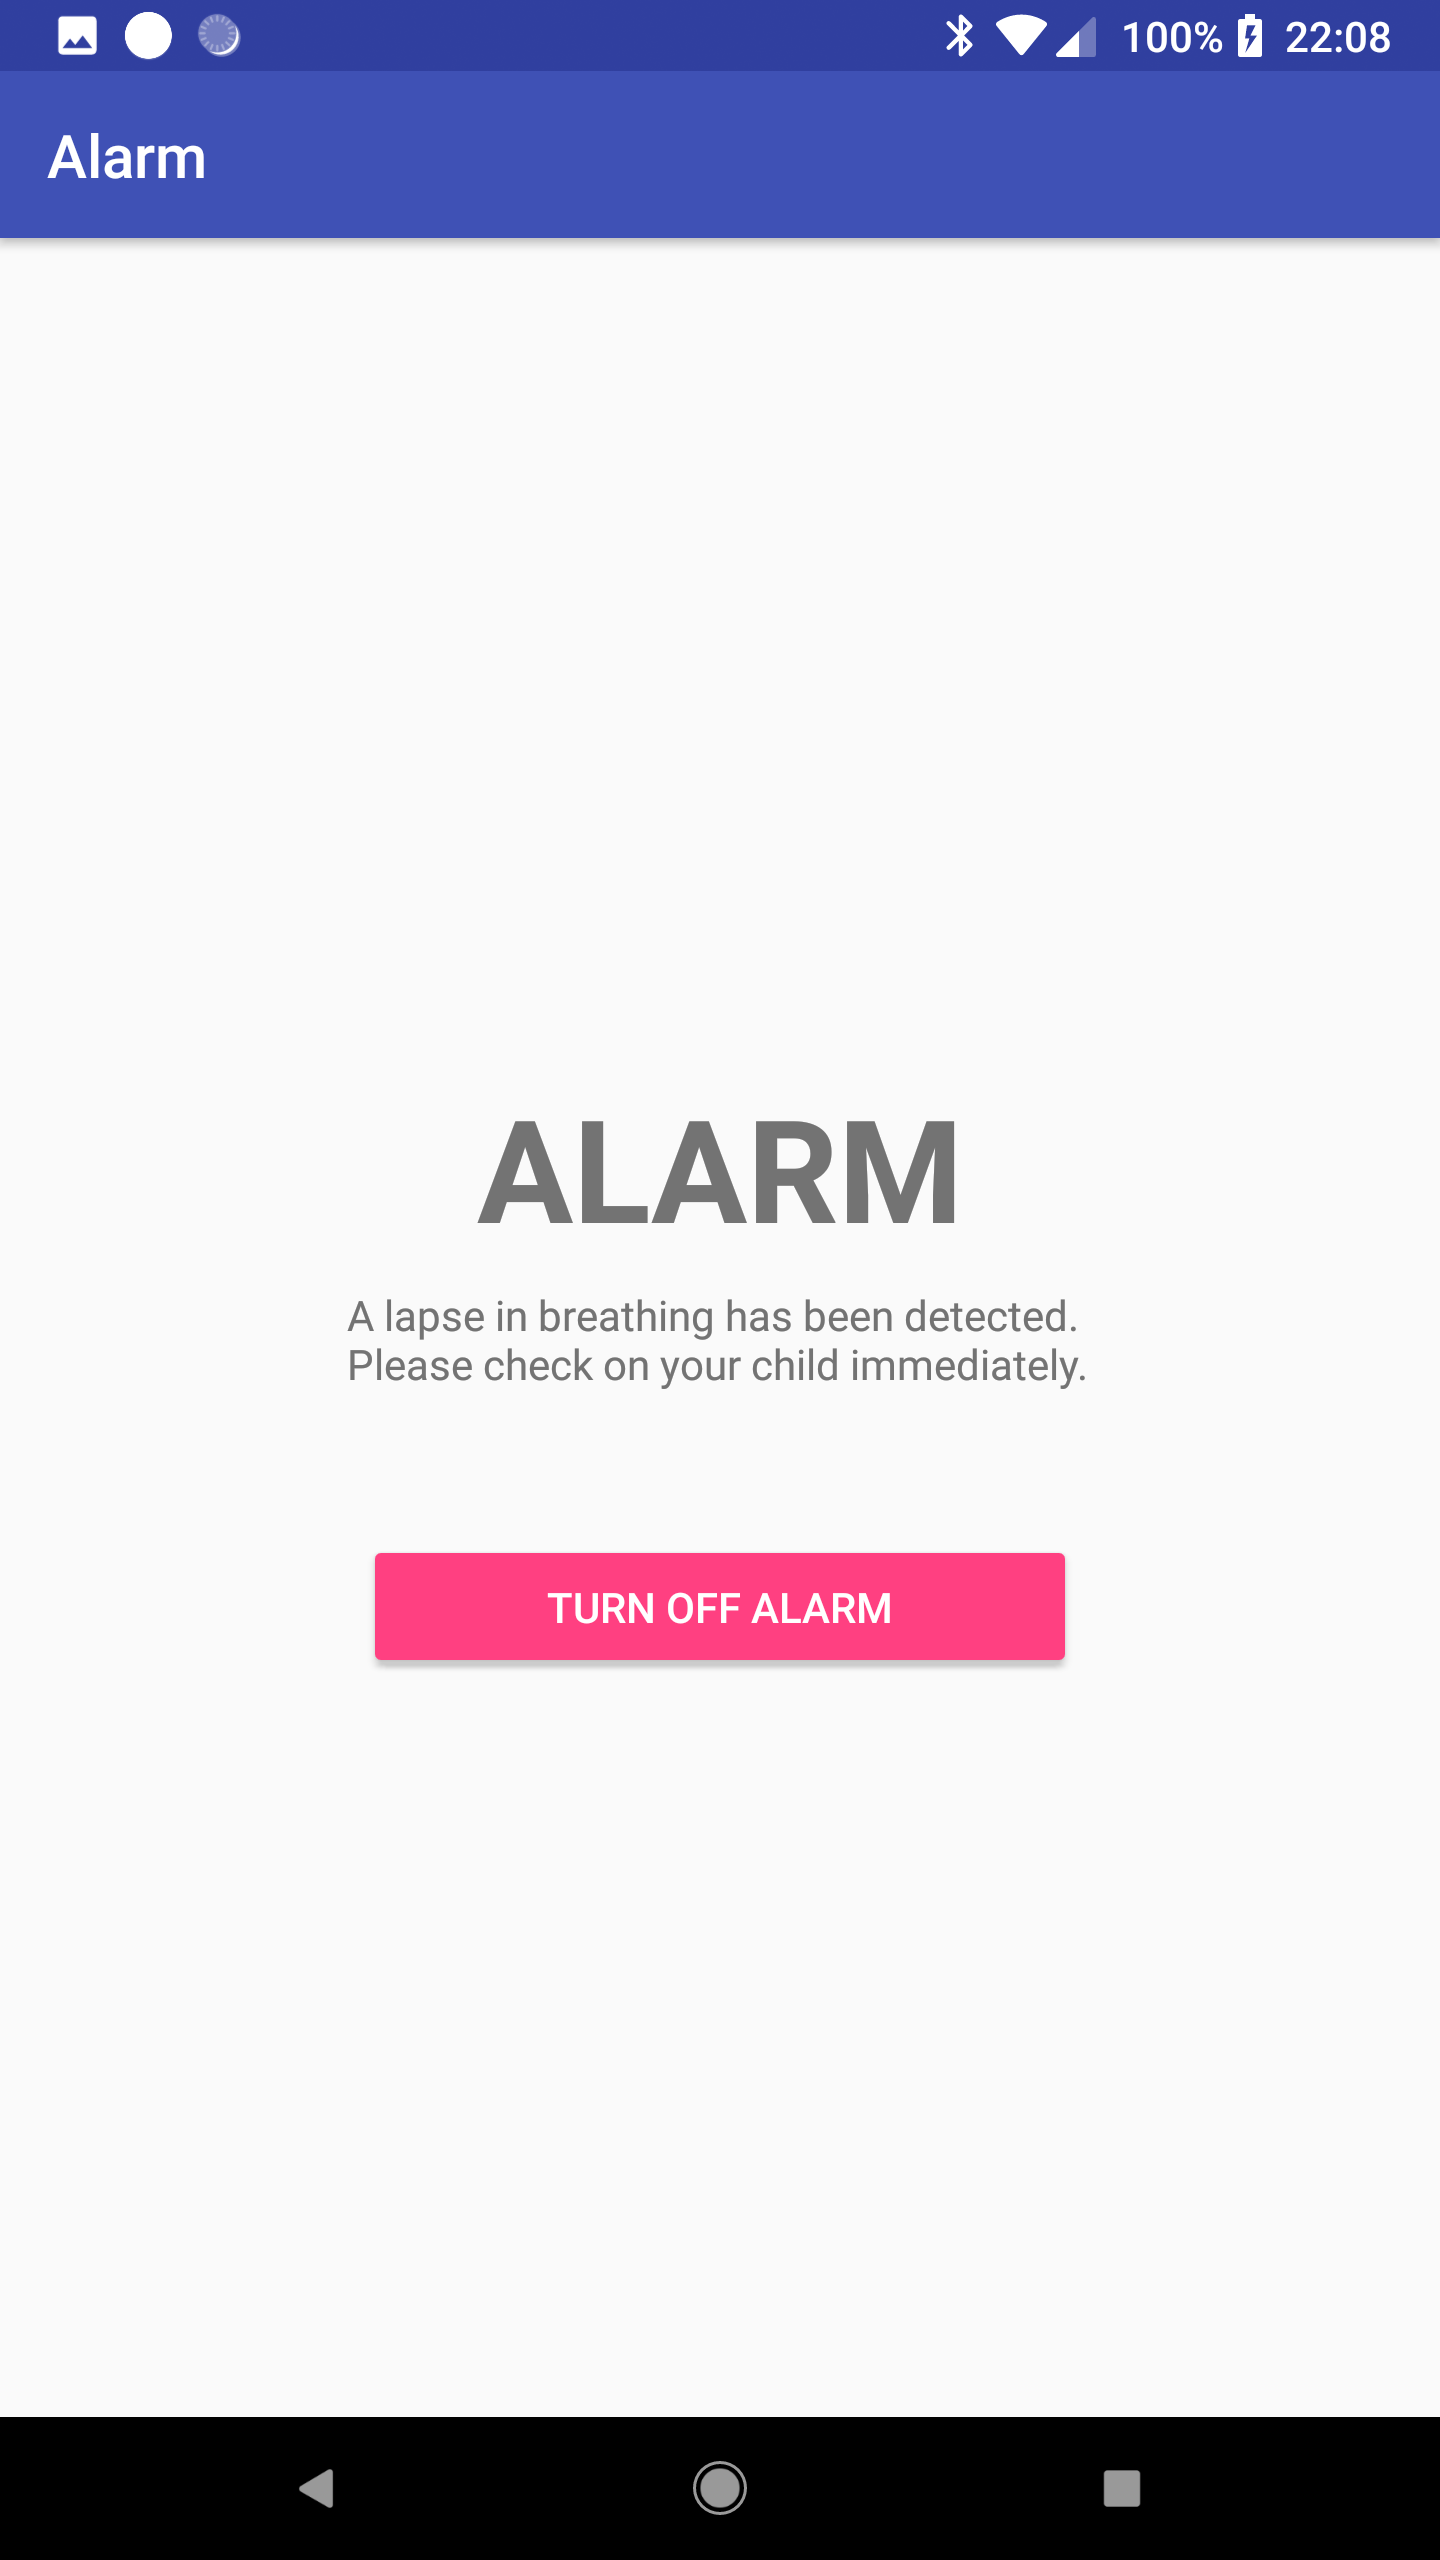 100% 22:08
Alarm
ALARM
A lapse in breathing has been detected.
Please check on your child immediately.
TURN OFF ALARM